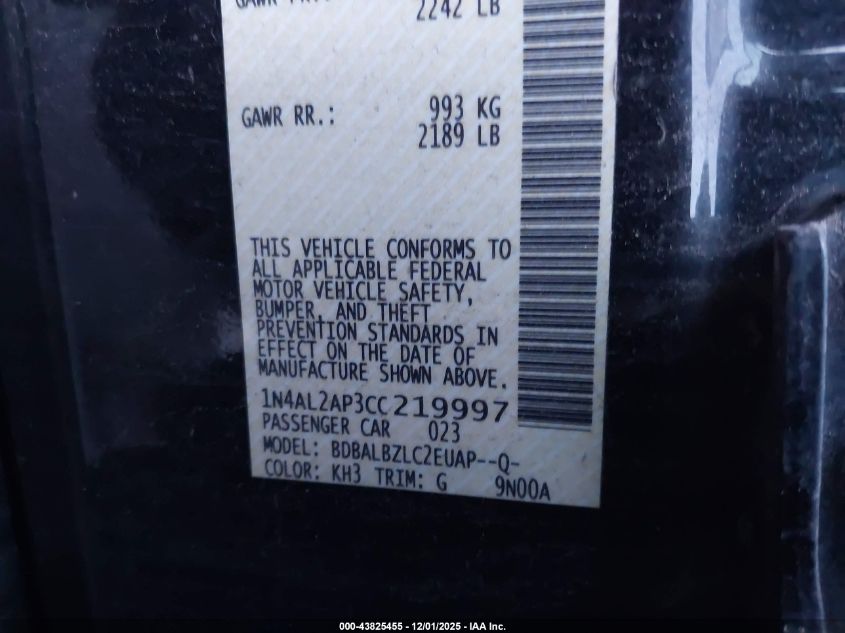 2242 LB
GAWR RR.: 993 KG
2189 LB
THIS VEHICLE CONFORMS TO
ALL APPLICABLE FEDERAL
MOTOR VEHICLE SAFETY,
BUMPER, AND THEFT
PREVENTION STANDARDS IN
EFFECT ON THE DATE OF
MANUFACTURE SHOWN ABOVE.
1N4AL2AP3CC219997
PASSENGER CAR 023
MODEL: BDBALBZLC2EUAP--Q-
COLOR: KH3 TRIM: G 9N00A
000-43825455 - 12/01/2025 - IAA Inc.